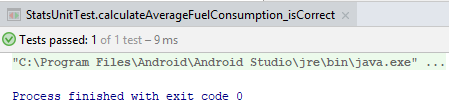 StatsUnitTest.calculateAverageFuelConsumption_isCorrect ×
Tests passed: 1 of 1 test – 9 ms
"C:\Program Files\Android\Android Studio\jre\bin\java.exe" ...
Process finished with exit code 0